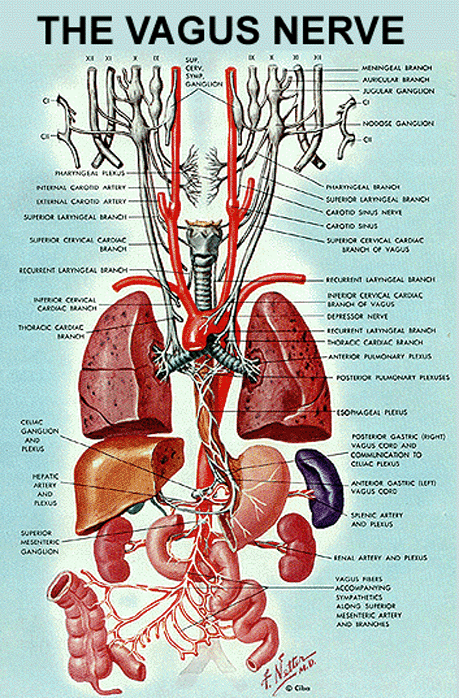 THE VAGUS NERVE
XII XI X IX
SUP.
CERV.
SYMP.
GANGLION
IX X XI XII
MENINGEAL BRANCH
AURICULAR BRANCH
JUGULAR GANGLION
CI
CI
NODOSE GANGLION
CII
CII
PHARYNGEAL PLEXUS
INTERNAL CAROTID ARTERY
EXTERNAL CAROTID ARTERY
SUPERIOR LARYNGEAL BRANCH
SUPERIOR CERVICAL CARDIAC
BRANCH
RECURRENT LARYNGEAL BRANCH
INFERIOR CERVICAL
CARDIAC BRANCH
THORACIC CARDIAC
BRANCH
PHARYNGEAL BRANCH
SUPERIOR LARYNGEAL BRANCH
CAROTID SINUS NERVE
CAROTID SINUS
SUPERIOR CERVICAL CARDIAC
BRANCH OF VAGUS
RECURRENT LARYNGEAL BRANCH
INFERIOR CERVICAL CARDIAC
BRANCH OF VAGUS
DEPRESSOR NERVE
RECURRENT LARYNGEAL BRANCH
THORACIC CARDIAC BRANCH
ANTERIOR PULMONARY PLEXUS
POSTERIOR PULMONARY PLEXUSES
ESOPHAGEAL PLEXUS
CELIAC
GANGLION
AND
PLEXUS
HEPATIC
ARTERY
AND
PLEXUS
SUPERIOR
MESENTERIC
GANGLION
POSTERIOR GASTRIC (RIGHT)
VAGUS CORD AND
COMMUNICATION TO
CELIAC PLEXUS
ANTERIOR GASTRIC (LEFT)
VAGUS CORD
SPLENIC ARTERY
AND PLEXUS
RENAL ARTERY AND PLEXUS
VAGUS FIBERS
ACCOMPANYING
SYMPATHETICS
ALONG SUPERIOR
MESENTERIC ARTERY
AND BRANCHES
F. Netter
M.D.
© Ciba